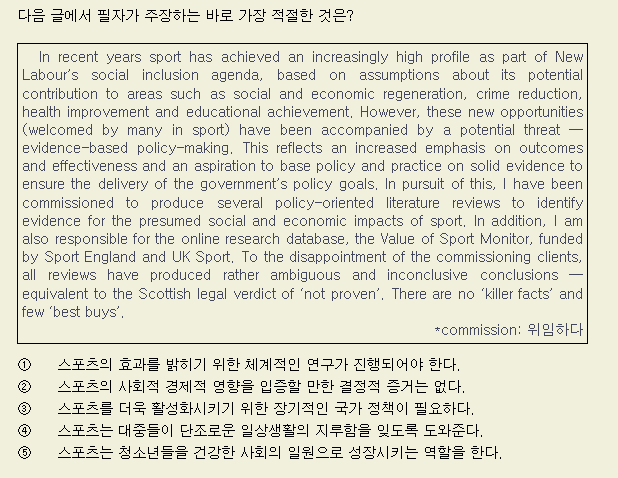 다음 글에서 필자가 주장하는 바로 가장 적절한 것은?
In recent years sport has achieved an increasingly high profile as part of New
Labour's social inclusion agenda, based on assumptions about its potential
contribution to areas such as social and economic regeneration, crime reduction,
health improvement and educational achievement. However, these new opportunities
(welcomed by many in sport) have been accompanied by a potential threat —
evidence-based policy-making. This reflects an increased emphasis on outcomes
and effectiveness and an aspiration to base policy and practice on solid evidence to
ensure the delivery of the government's policy goals. In pursuit of this, I have been
commissioned to produce several policy-oriented literature reviews to identify
evidence for the presumed social and economic impacts of sport. In addition, I am
also responsible for the online research database, the Value of Sport Monitor, funded
by Sport England and UK Sport. To the disappointment of the commissioning clients,
all reviews have produced rather ambiguous and inconclusive conclusions —
equivalent to the Scottish legal verdict of 'not proven'. There are no 'killer facts' and
few 'best buys'.
*commission: 위임하다
① 스포츠의 효과를 밝히기 위한 체계적인 연구가 진행되어야 한다.
② 스포츠의 사회적 경제적 영향을 입증할 만한 결정적 증거는 없다.
③ 스포츠를 더욱 활성화시키기 위한 장기적인 국가 정책이 필요하다.
④ 스포츠는 대중들이 단조로운 일상생활의 지루함을 잊도록 도와준다.
⑤ 스포츠는 청소년들을 건강한 사회의 일원으로 성장시키는 역할을 한다.